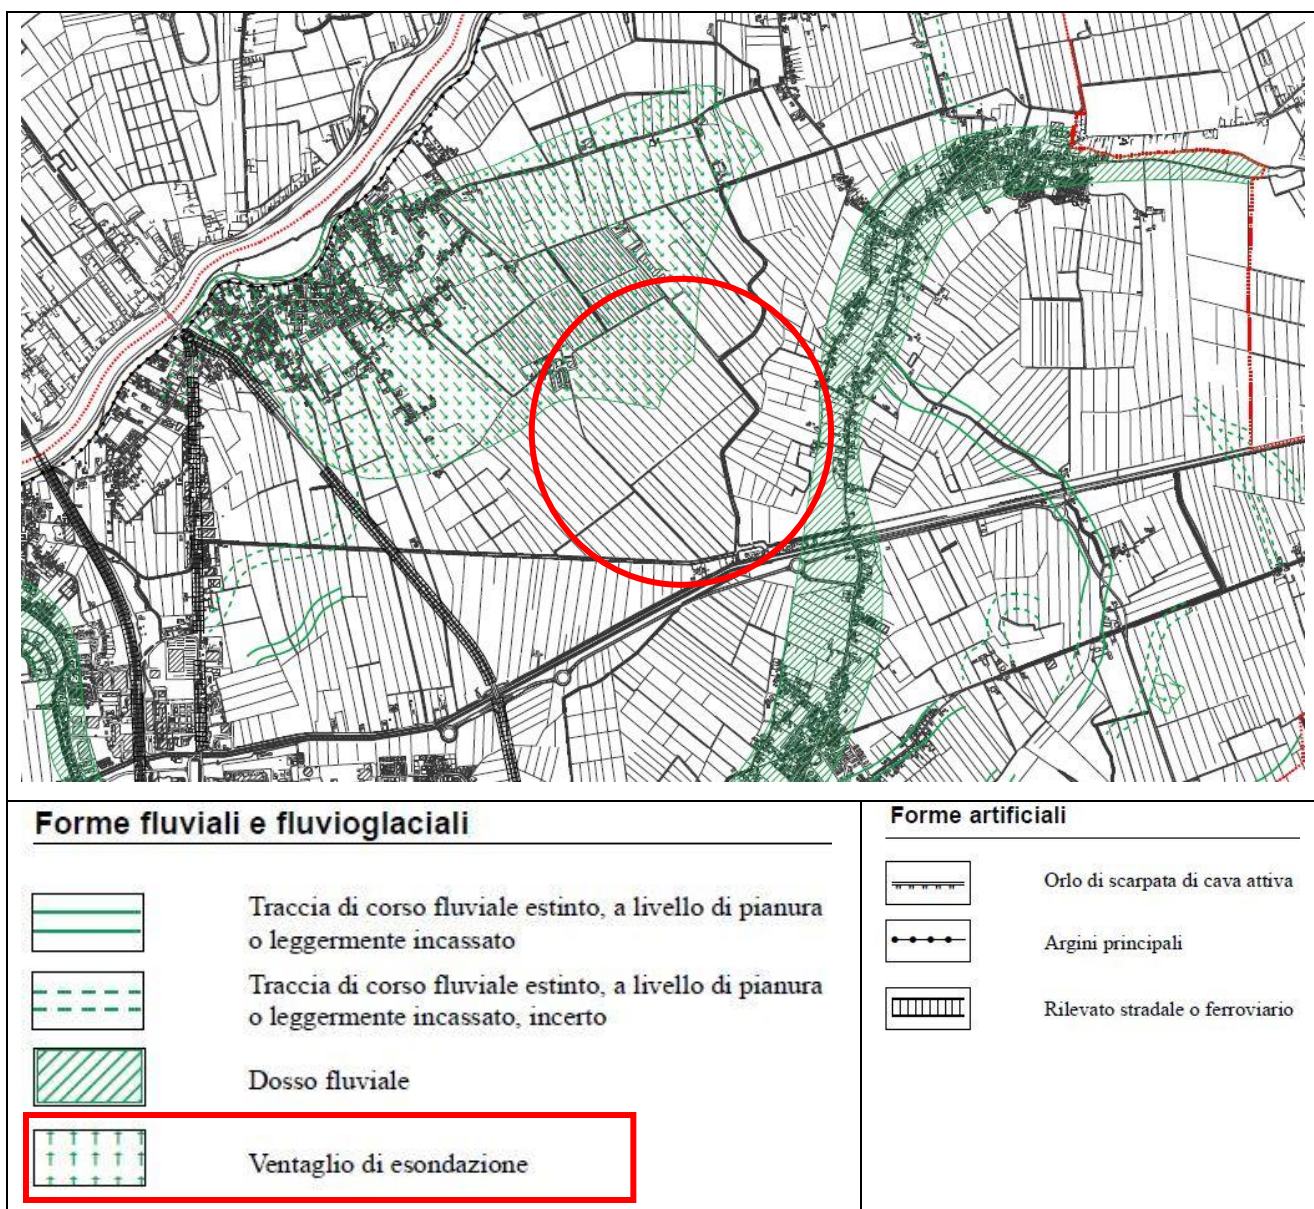 Forme fluviali e fluvioglaciali
Traccia di corso fluviale estinto, a livello di pianura
o leggermente incassato
Traccia di corso fluviale estinto, a livello di pianura
o leggermente incassato, incerto
Dosso fluviale
Ventaglio di esondazione
Forme artificiali
Orlo di scarpata di cava attiva
Argini principali
Rilevato stradale o ferroviario